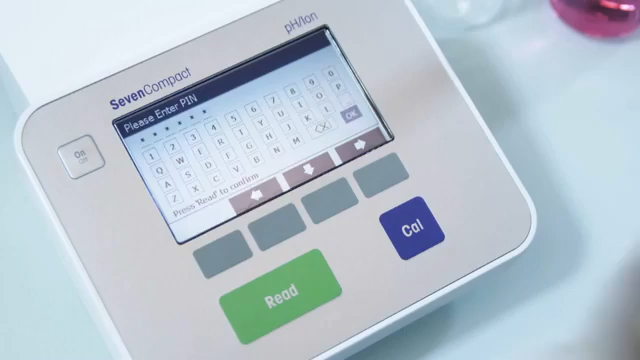 pH/Ion
SevenCompact
Please Enter PIN
* * * * * *
1 2 3 4 5 6 7 8 9 0
Q W E R T Y U I O P
A S D F G H J K L
Z X C V B N M
OK
Press 'Read' to confirm
On
Off
Cal
Read